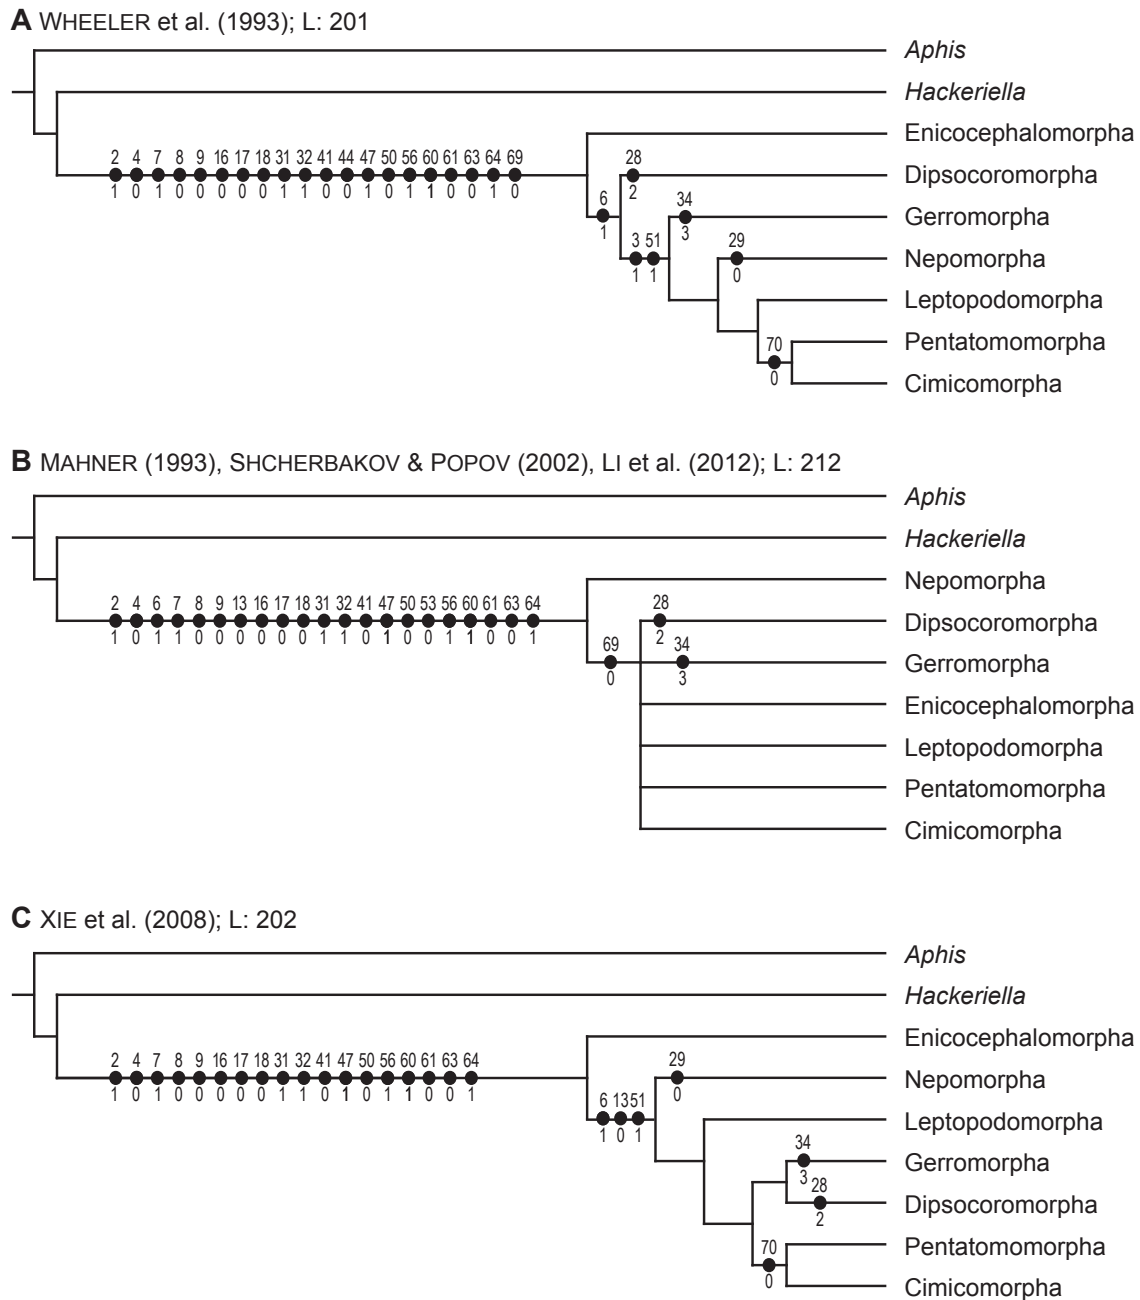 A WHEELER et al. (1993); L: 201
Aphis
Hackeriella
Enicocephalomorpha
2 4 7 8 9 16 17 18 31 32 41 44 47 50 56 60 61 63 64 69
28
Dipsocoromorpha
1 0 1 0 0 0 0 0 1 1 0 0 1 0 1 1 0 0 1 0
2
6
34
Gerromorpha
1
3
3 51
29
Nepomorpha
1 1
0
Leptopodomorpha
70
Pentatomomorpha
0
Cimicomorpha
B MAHNER (1993), SHCHERBAKOV & POPOV (2002), LI et al. (2012); L: 212
Aphis
Hackeriella
Nepomorpha
2 4 6 7 8 9 13 16 17 18 31 32 41 47 50 53 56 60 61 63 64
28
Dipsocoromorpha
1 0 1 1 0 0 0 0 0 0 1 1 0 1 0 0 1 1 0 0 1
2
69
34
Gerromorpha
0
3
Enicocephalomorpha
Leptopodomorpha
Pentatomomorpha
Cimicomorpha
C XIE et al. (2008); L: 202
Aphis
Hackeriella
Enicocephalomorpha
2 4 7 8 9 16 17 18 31 32 41 47 50 56 60 61 63 64
29
Nepomorpha
1 0 1 0 0 0 0 0 1 1 0 1 0 1 1 0 0 1
0
6 13 51
Leptopodomorpha
1 0 1
34
Gerromorpha
3
28
Dipsocoromorpha
2
70
Pentatomomorpha
0
Cimicomorpha